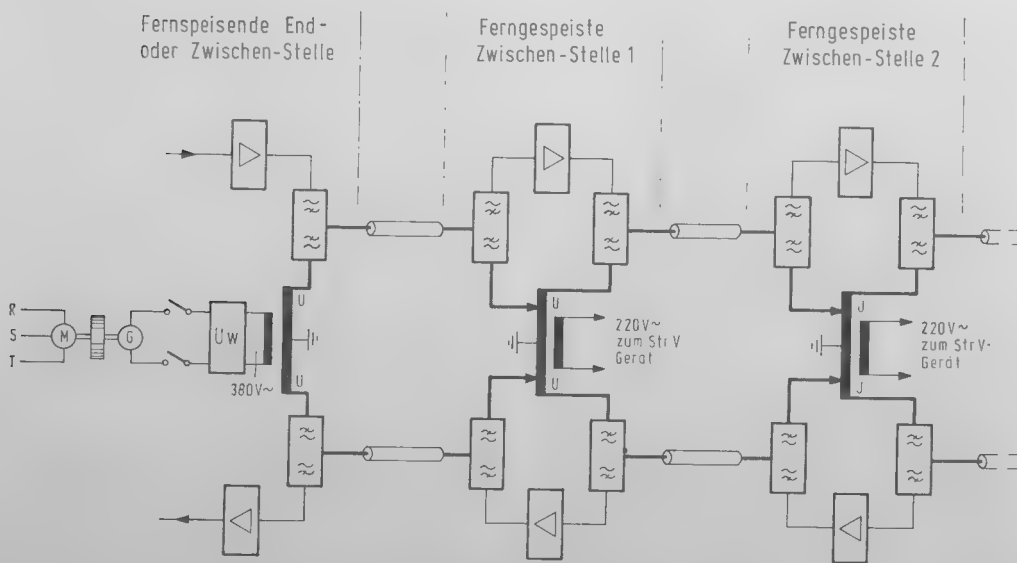 Fernspeisende End-
oder Zwischen-Stelle
Ferngespeiste
Zwischen-Stelle 1
Ferngespeiste
Zwischen-Stelle 2
R
S
T
M
G
ÜW
380V~
U
U
U
U
220V~
zum StrV
Gerät
J
J
220V~
zum StrV-
Gerät